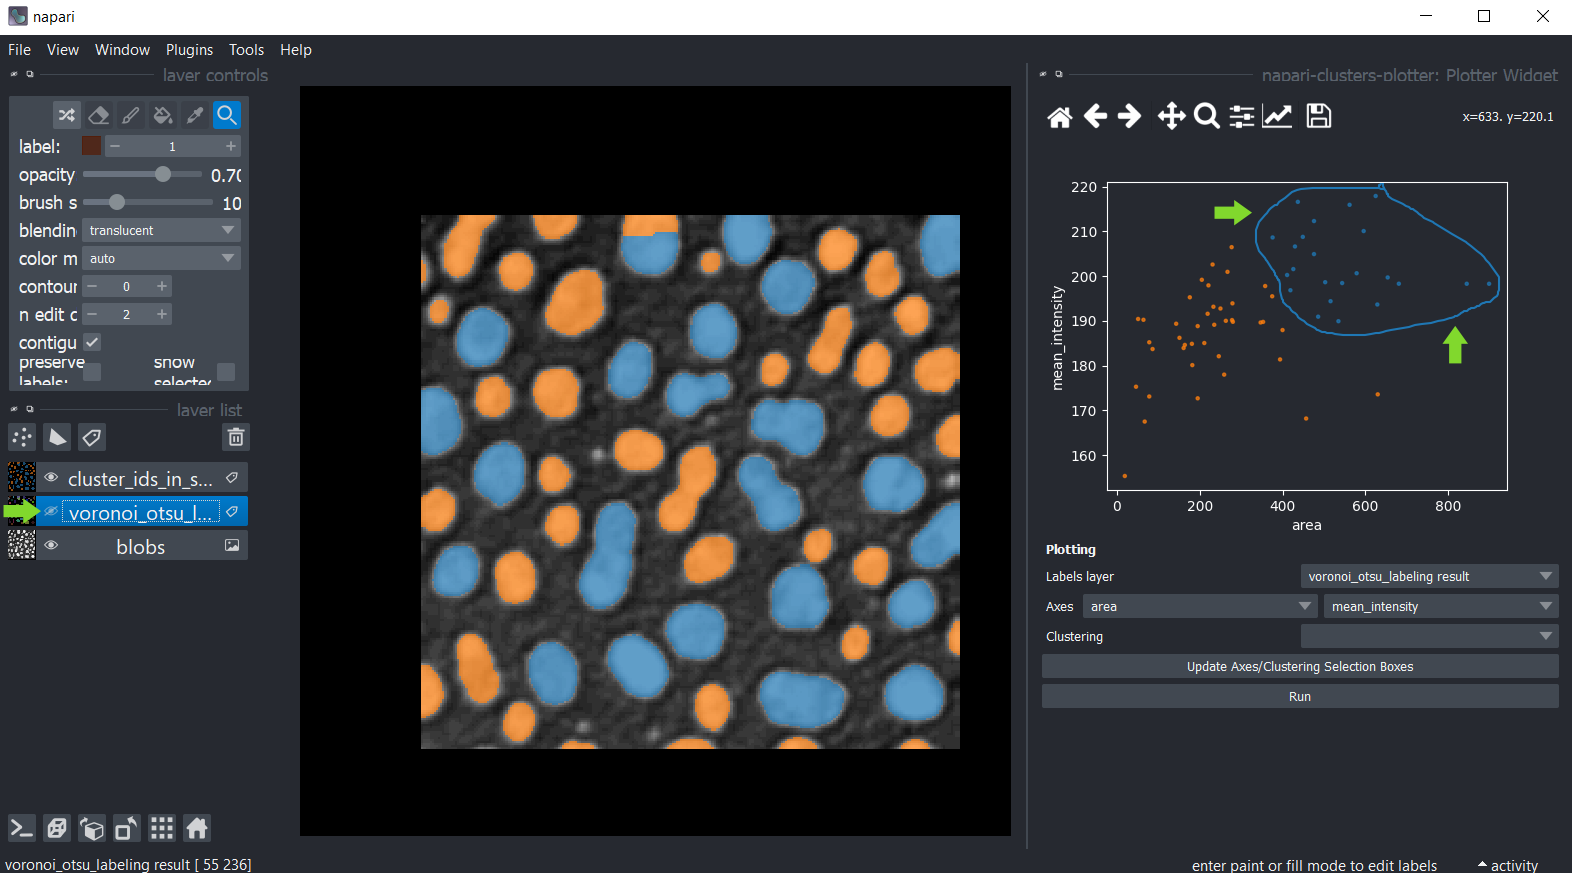 napari
File View Window Plugins Tools Help
layer controls
napari-clusters-plotter: Plotter Widget
x=633. y=220.1
label: 1
opacity 0.70
brush s 10
blendin translucent
color m auto
contour 0
n edit d 2
contigu
preserve
labels:
show
selected
layer list
cluster_ids_in_s...
voronoi_otsu_l...
blobs
220
210
200
190
180
170
160
mean_intensity
0 200 400 600 800
area
Plotting
Labels layer voronoi_otsu_labeling result
Axes area mean_intensity
Clustering
Update Axes/Clustering Selection Boxes
Run
voronoi_otsu_labeling result [ 55 236]
enter paint or fill mode to edit labels
activity